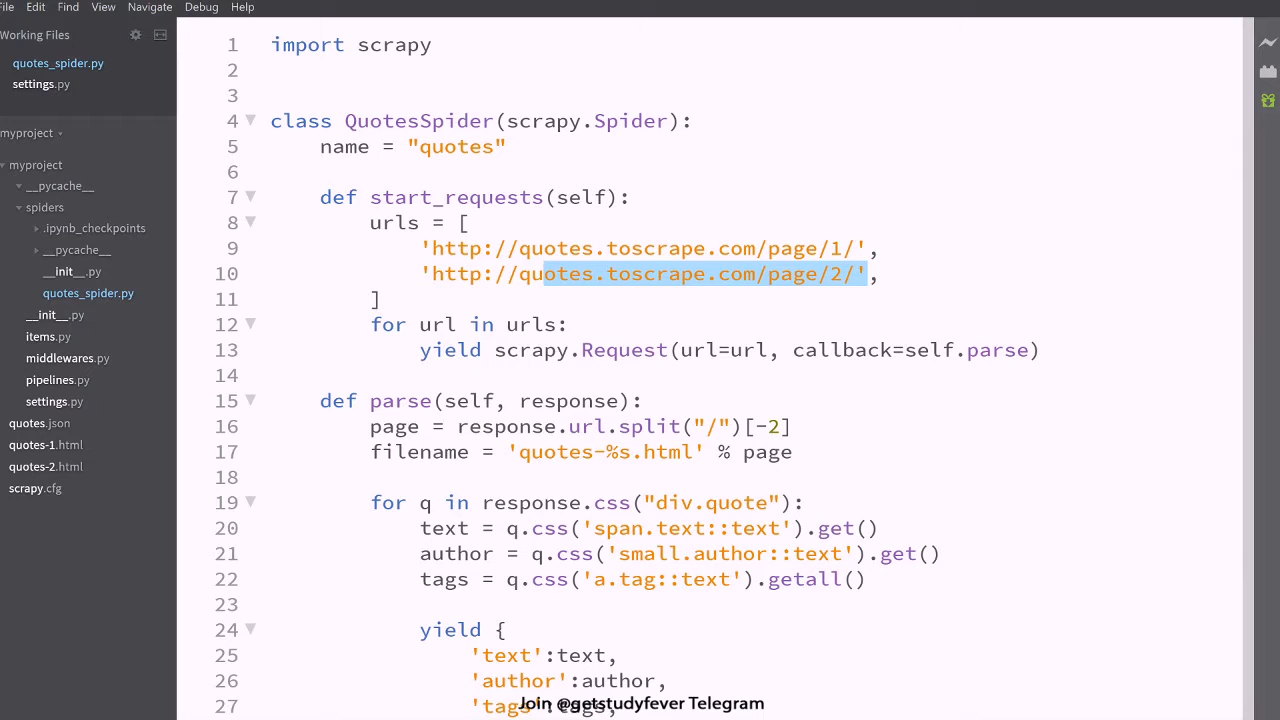 File Edit Find View Navigate Debug Help
Working Files
quotes_spider.py
settings.py
myproject
myproject
__pycache__
spiders
.ipynb_checkpoints
__pycache__
__init__.py
quotes_spider.py
__init__.py
items.py
middlewares.py
pipelines.py
settings.py
quotes.json
quotes-1.html
quotes-2.html
scrapy.cfg
1 import scrapy
2
3
4 class QuotesSpider(scrapy.Spider):
5 name = "quotes"
6
7 def start_requests(self):
8 urls = [
9 'http://quotes.toscrape.com/page/1/',
10 'http://quotes.toscrape.com/page/2/',
11 ]
12 for url in urls:
13 yield scrapy.Request(url=url, callback=self.parse)
14
15 def parse(self, response):
16 page = response.url.split("/")[-2]
17 filename = 'quotes-%s.html' % page
18
19 for q in response.css("div.quote"):
20 text = q.css('span.text::text').get()
21 author = q.css('small.author::text').get()
22 tags = q.css('a.tag::text').getall()
23
24 yield {
25 'text':text,
26 'author':author,
27 'tags':tags,
Join @getstudyfever Telegram